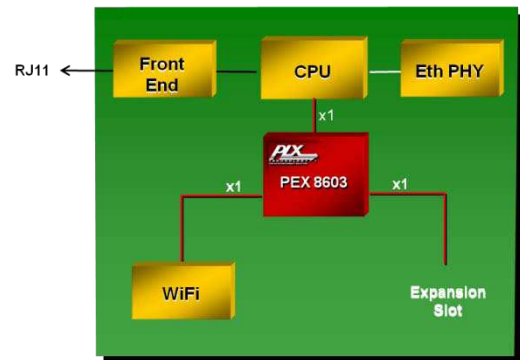 RJ11
Front
End
CPU
Eth PHY
x1
PLX
PEX 8603
x1
x1
WiFi
Expansion
Slot